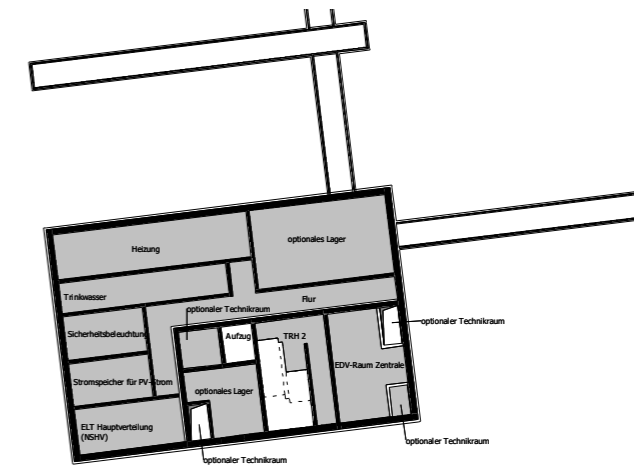 Heizung
optionales Lager
Trinkwasser
Flur
optionaler Technikraum
optionaler Technikraum
Sicherheitsbeleuchtung
Aufzug
TRH 2
EDV-Raum Zentrale
Stromspeicher für PV-Strom
optionales Lager
ELT Hauptverteilung
(NSHV)
optionaler Technikraum
optionaler Technikraum